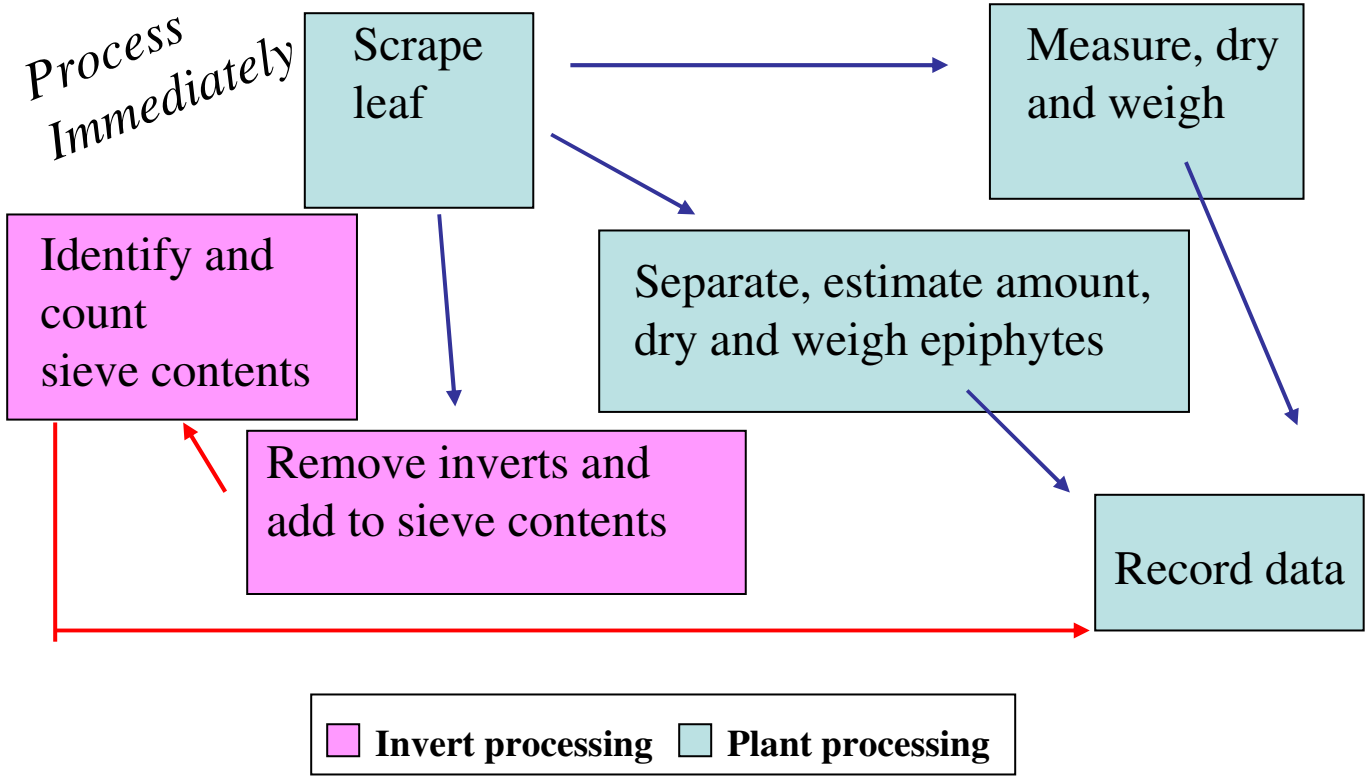 Process
Immediately
Scrape
leaf
Measure, dry
and weigh
Identify and
count
sieve contents
Separate, estimate amount,
dry and weigh epiphytes
Remove inverts and
add to sieve contents
Record data
Invert processing
Plant processing